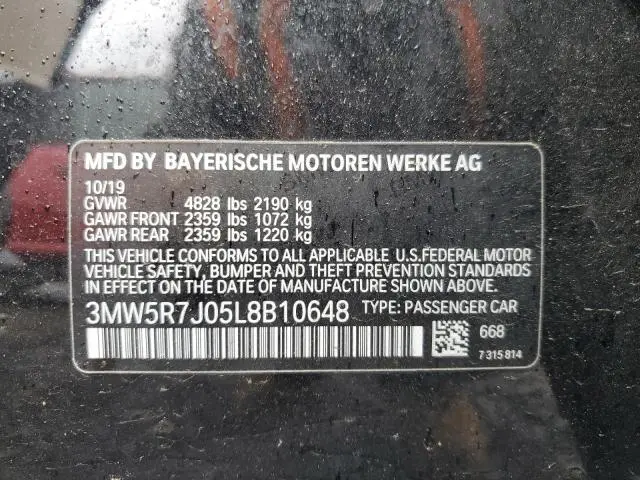 MFD BY BAYERISCHE MOTOREN WERKE AG
10/19
GVWR 4828 lbs 2190 kg
GAWR FRONT 2359 lbs 1072 kg
GAWR REAR 2359 lbs 1220 kg
THIS VEHICLE CONFORMS TO ALL APPLICABLE U.S.FEDERAL MOTOR
VEHICLE SAFETY, BUMPER AND THEFT PREVENTION STANDARDS
IN EFFECT ON THE DATE OF MANUFACTURE SHOWN ABOVE.
3MW5R7J05L8B10648 TYPE: PASSENGER CAR
668
7 315 814